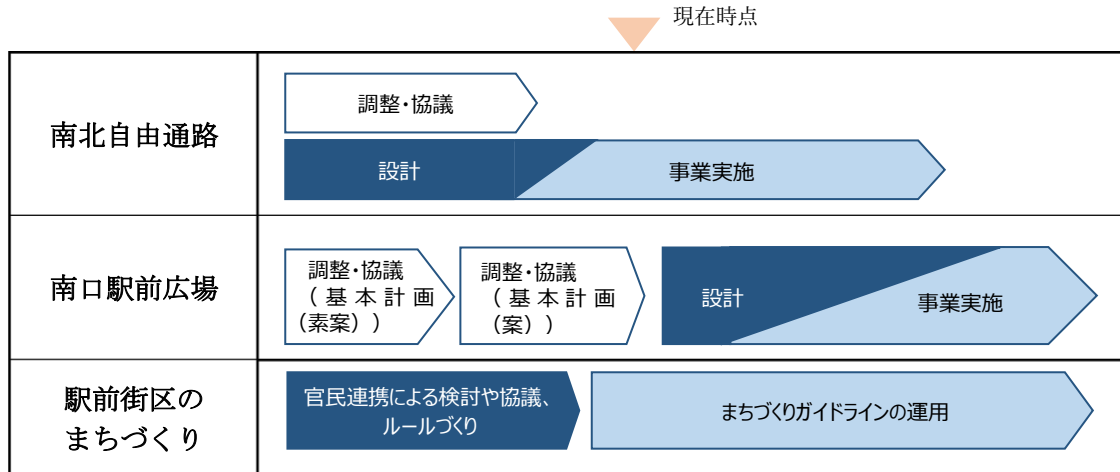 現在時点
南北自由通路
調整・協議
設計
事業実施
南口駅前広場
調整・協議
（基本計画
（素案））
調整・協議
（基本計画
（案））
設計
事業実施
駅前街区の
まちづくり
官民連携による検討や協議、
ルールづくり
まちづくりガイドラインの運用